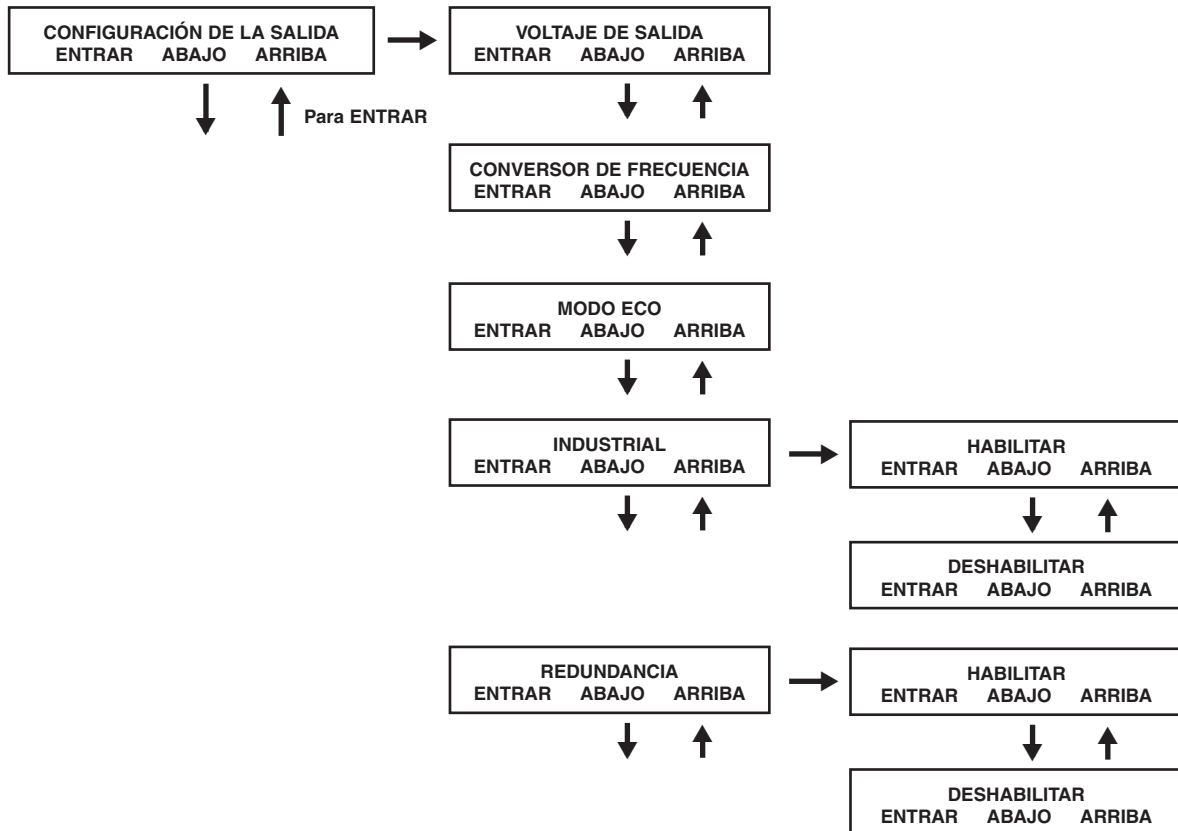 CONFIGURACIÓN DE LA SALIDA
ENTRAR ABAJO ARRIBA
Para ENTRAR
VOLTAJE DE SALIDA
ENTRAR ABAJO ARRIBA
CONVERSOR DE FRECUENCIA
ENTRAR ABAJO ARRIBA
MODO ECO
ENTRAR ABAJO ARRIBA
INDUSTRIAL
ENTRAR ABAJO ARRIBA
HABILITAR
ENTRAR ABAJO ARRIBA
DESHABILITAR
ENTRAR ABAJO ARRIBA
REDUNDANCIA
ENTRAR ABAJO ARRIBA
HABILITAR
ENTRAR ABAJO ARRIBA
DESHABILITAR
ENTRAR ABAJO ARRIBA